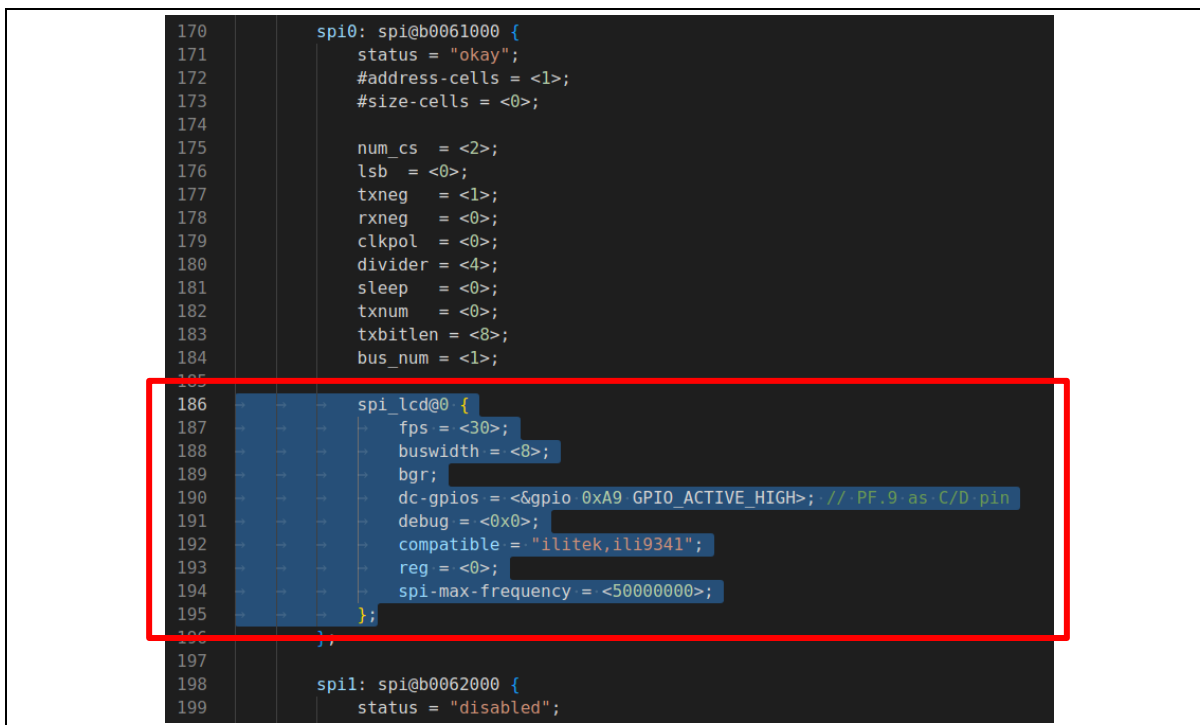 170 spi0: spi@b0061000 {
171 status = "okay";
172 #address-cells = <1>;
173 #size-cells = <0>;
174
175 num_cs = <2>;
176 lsb = <0>;
177 txneg = <1>;
178 rxneg = <0>;
179 clkpol = <0>;
180 divider = <4>;
181 sleep = <0>;
182 txnum = <0>;
183 txbitlen = <8>;
184 bus_num = <1>;
185
186 spi_lcd@0 {
187 fps = <30>;
188 buswidth = <8>;
189 bgr;
190 dc-gpios = <&gpio 0xA9 GPIO_ACTIVE_HIGH>; // PF.9 as C/D pin
191 debug = <0x0>;
192 compatible = "ilitek,ili9341";
193 reg = <0>;
194 spi-max-frequency = <50000000>;
195 };
196 };
197
198 spi1: spi@b0062000 {
199 status = "disabled";